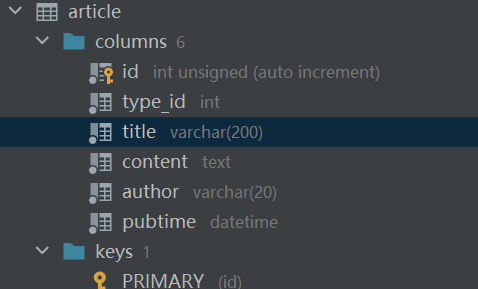 article
columns 6
id int unsigned (auto increment)
type_id int
title varchar(200)
content text
author varchar(20)
pubtime datetime
keys 1
PRIMARY (id)